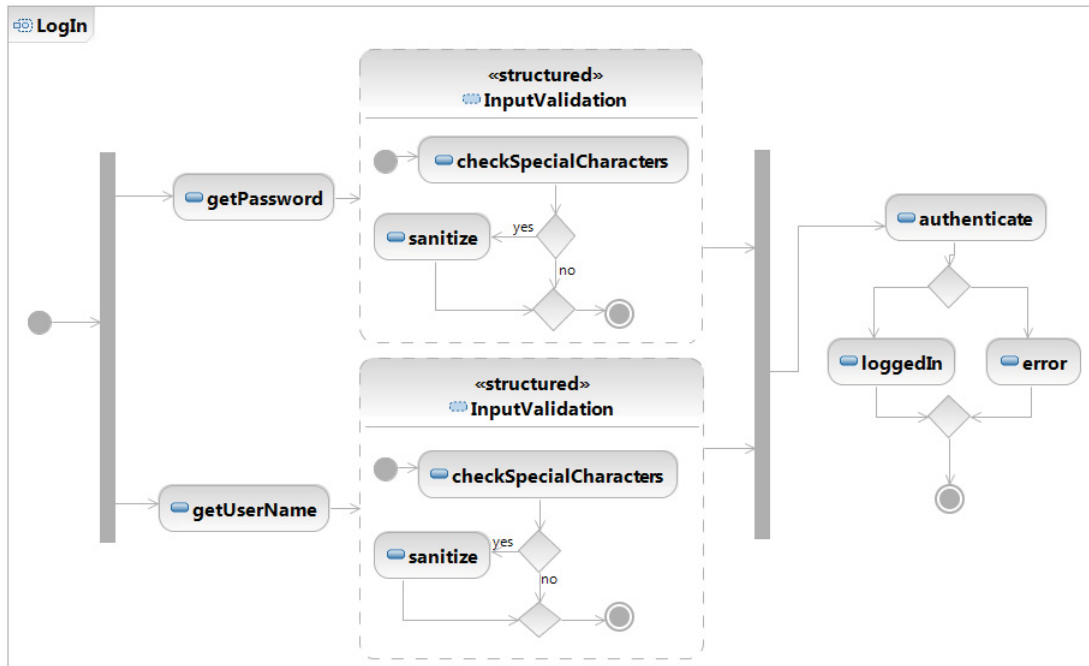 LogIn
«structured»
InputValidation
checkSpecialCharacters
getPassword
sanitize
yes
no
authenticate
loggedIn
error
«structured»
InputValidation
checkSpecialCharacters
getUserName
sanitize
yes
no